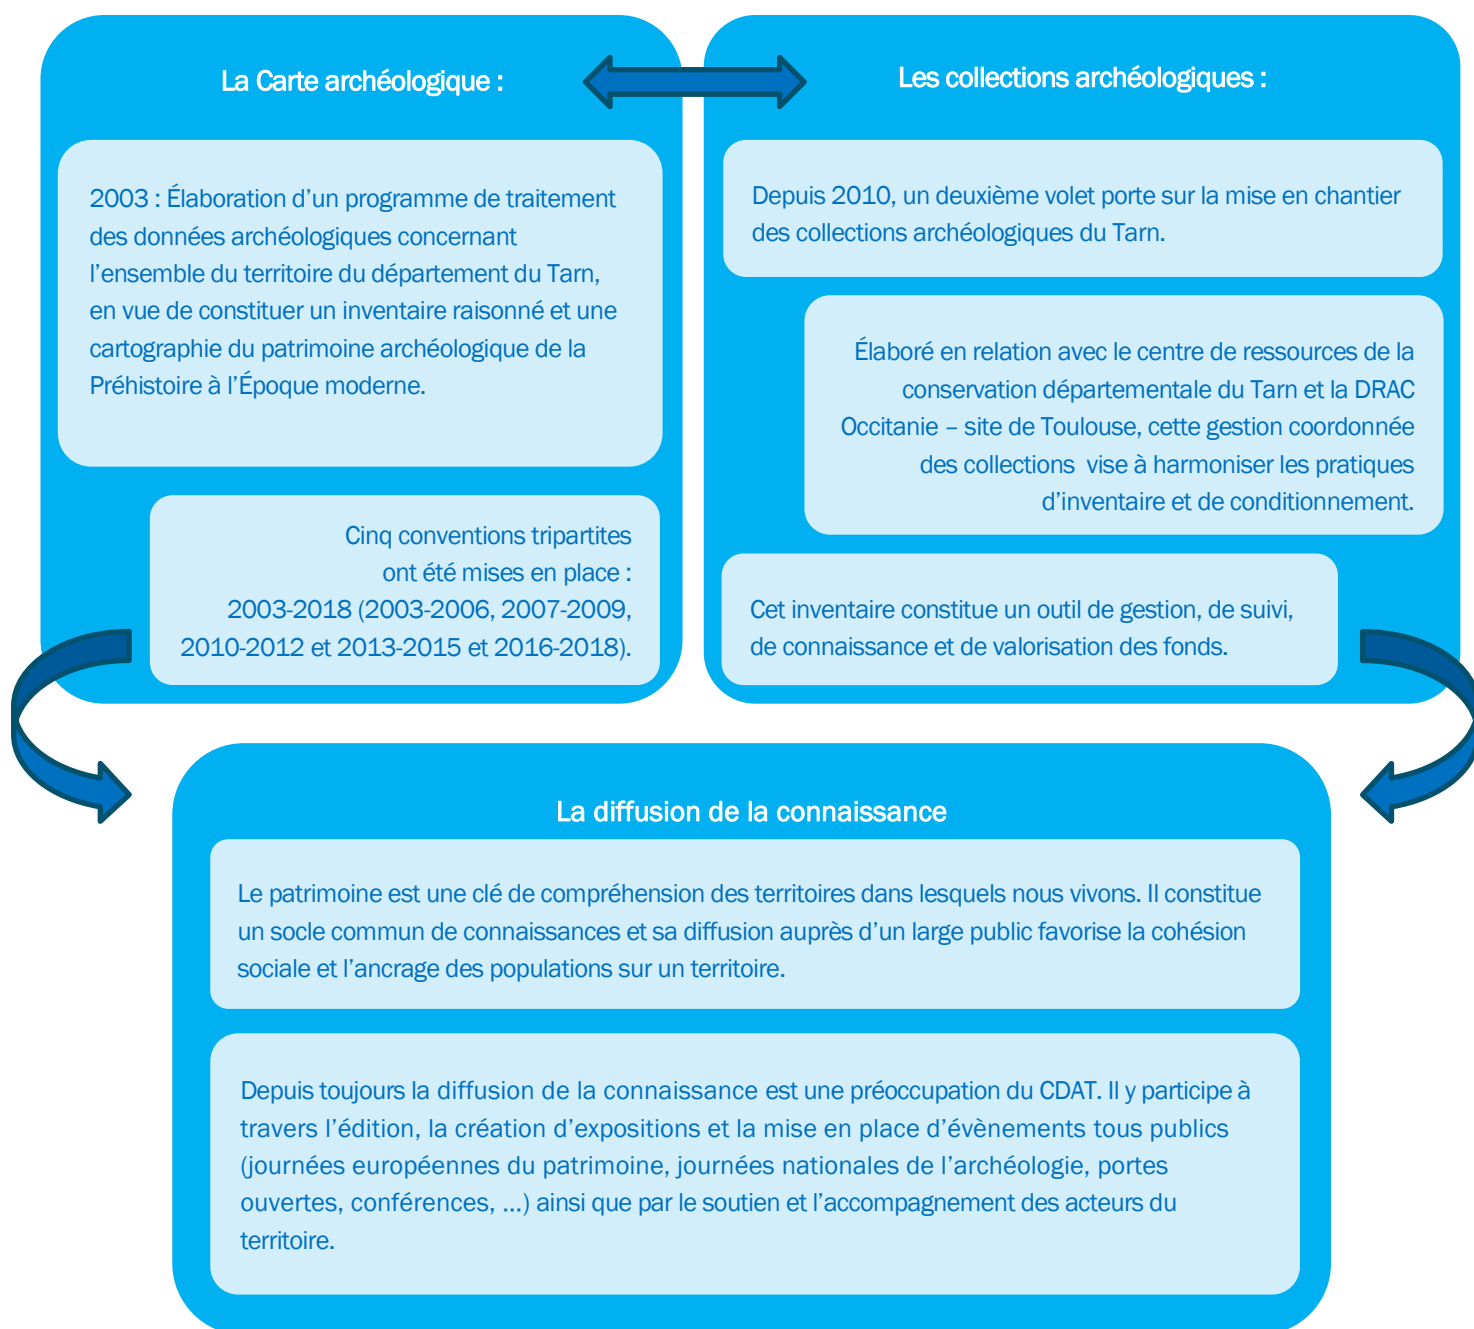 La Carte archéologique :
2003 : Élaboration d’un programme de traitement
des données archéologiques concernant
l’ensemble du territoire du département du Tarn,
en vue de constituer un inventaire raisonné et une
cartographie du patrimoine archéologique de la
Préhistoire à l’Époque moderne.
Cinq conventions tripartites
ont été mises en place :
2003-2018 (2003-2006, 2007-2009,
2010-2012 et 2013-2015 et 2016-2018).
Les collections archéologiques :
Depuis 2010, un deuxième volet porte sur la mise en chantier
des collections archéologiques du Tarn.
Élaboré en relation avec le centre de ressources de la
conservation départementale du Tarn et la DRAC
Occitanie – site de Toulouse, cette gestion coordonnée
des collections vise à harmoniser les pratiques
d’inventaire et de conditionnement.
Cet inventaire constitue un outil de gestion, de suivi,
de connaissance et de valorisation des fonds.
La diffusion de la connaissance
Le patrimoine est une clé de compréhension des territoires dans lesquels nous vivons. Il constitue
un socle commun de connaissances et sa diffusion auprès d’un large public favorise la cohésion
sociale et l’ancrage des populations sur un territoire.
Depuis toujours la diffusion de la connaissance est une préoccupation du CDAT. Il y participe à
travers l’édition, la création d’expositions et la mise en place d’évènements tous publics
(journées européennes du patrimoine, journées nationales de l’archéologie, portes
ouvertes, conférences, ...) ainsi que par le soutien et l’accompagnement des acteurs du
territoire.